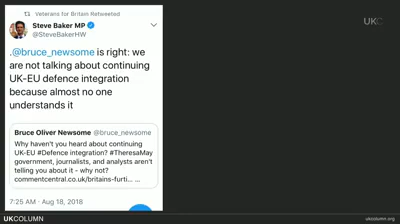 Veterans for Britain Retweeted
Steve Baker MP
@SteveBakerHW
.@bruce_newsome is right: we
are not talking about continuing
UK-EU defence integration
because almost no one
understands it
Bruce Oliver Newsome @bruce_newsome
Why haven't you heard about continuing
UK-EU #Defence integration? #TheresaMay
government, journalists, and analysts aren't
telling you about it - why not?
commentcentral.co.uk/britains-furti... ...
7:25 AM - Aug 18, 2018
UKC
UKCOLUMN
ukcolumn.org